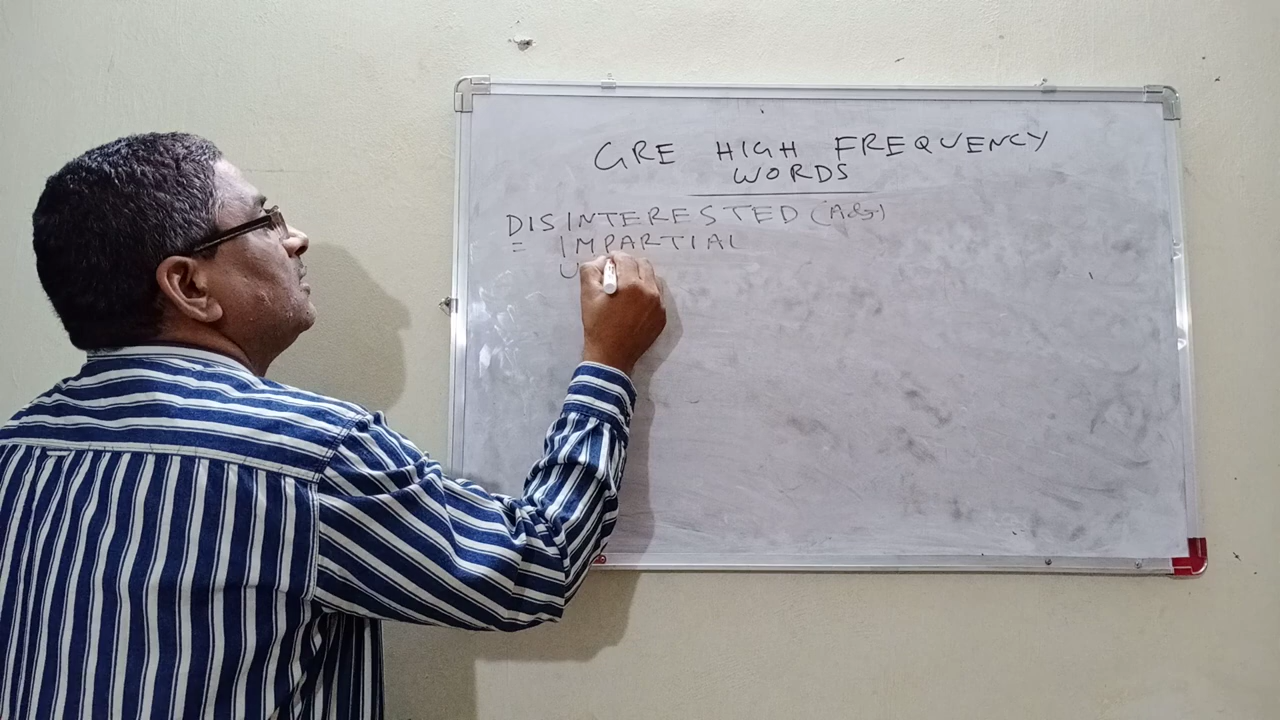 GRE HIGH FREQUENCY
WORDS
DISINTERESTED (Adj)
= IMPARTIAL
U